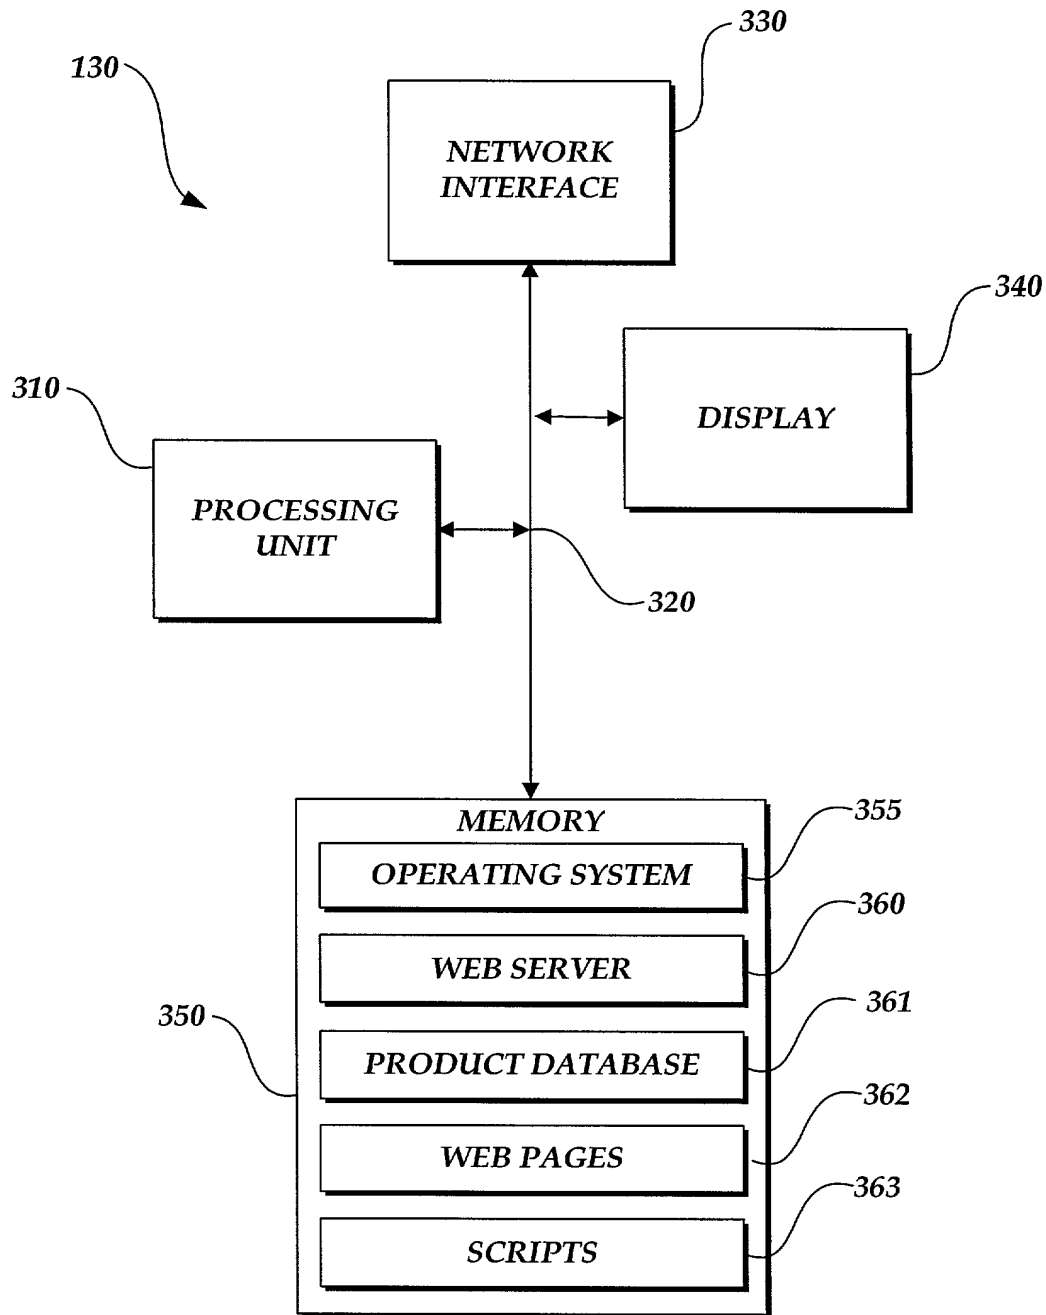 330
130
NETWORK
INTERFACE
340
310
DISPLAY
PROCESSING
UNIT
320
MEMORY
355
OPERATING SYSTEM
360
WEB SERVER
350
361
PRODUCT DATABASE
362
WEB PAGES
363
SCRIPTS